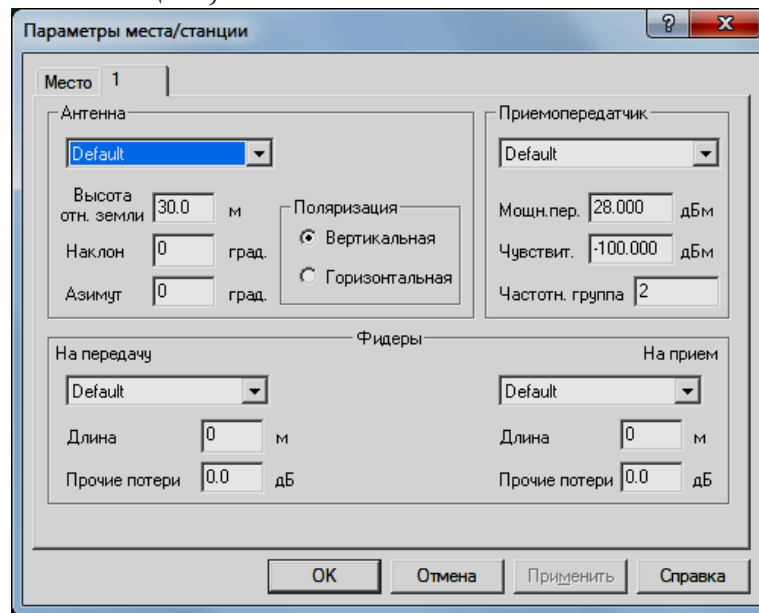 Параметры места/станции
?
Место 1
Антенна
Default
Высота отн. земли 30.0 м
Наклон 0 град.
Азимут 0 град.
Поляризация
Вертикальная
Горизонтальная
Приемопередатчик
Default
Мощн.пер. 28.000 дБм
Чувствит. -100.000 дБм
Частотн. группа 2
Фидеры
На передачу
Default
Длина 0 м
Прочие потери 0.0 дБ
На прием
Default
Длина 0 м
Прочие потери 0.0 дБ
OK Отмена Применить Справка